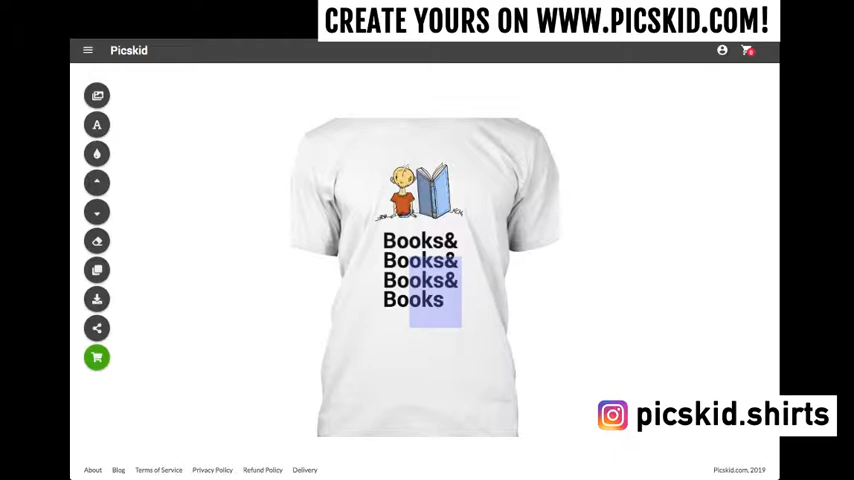 CREATE YOURS ON WWW.PICSKID.COM!
Picskid
0
A
Books&
Books&
Books&
Books
picskid.shirts
About Blog Terms of Service Privacy Policy Refund Policy Delivery Picskid.com, 2019